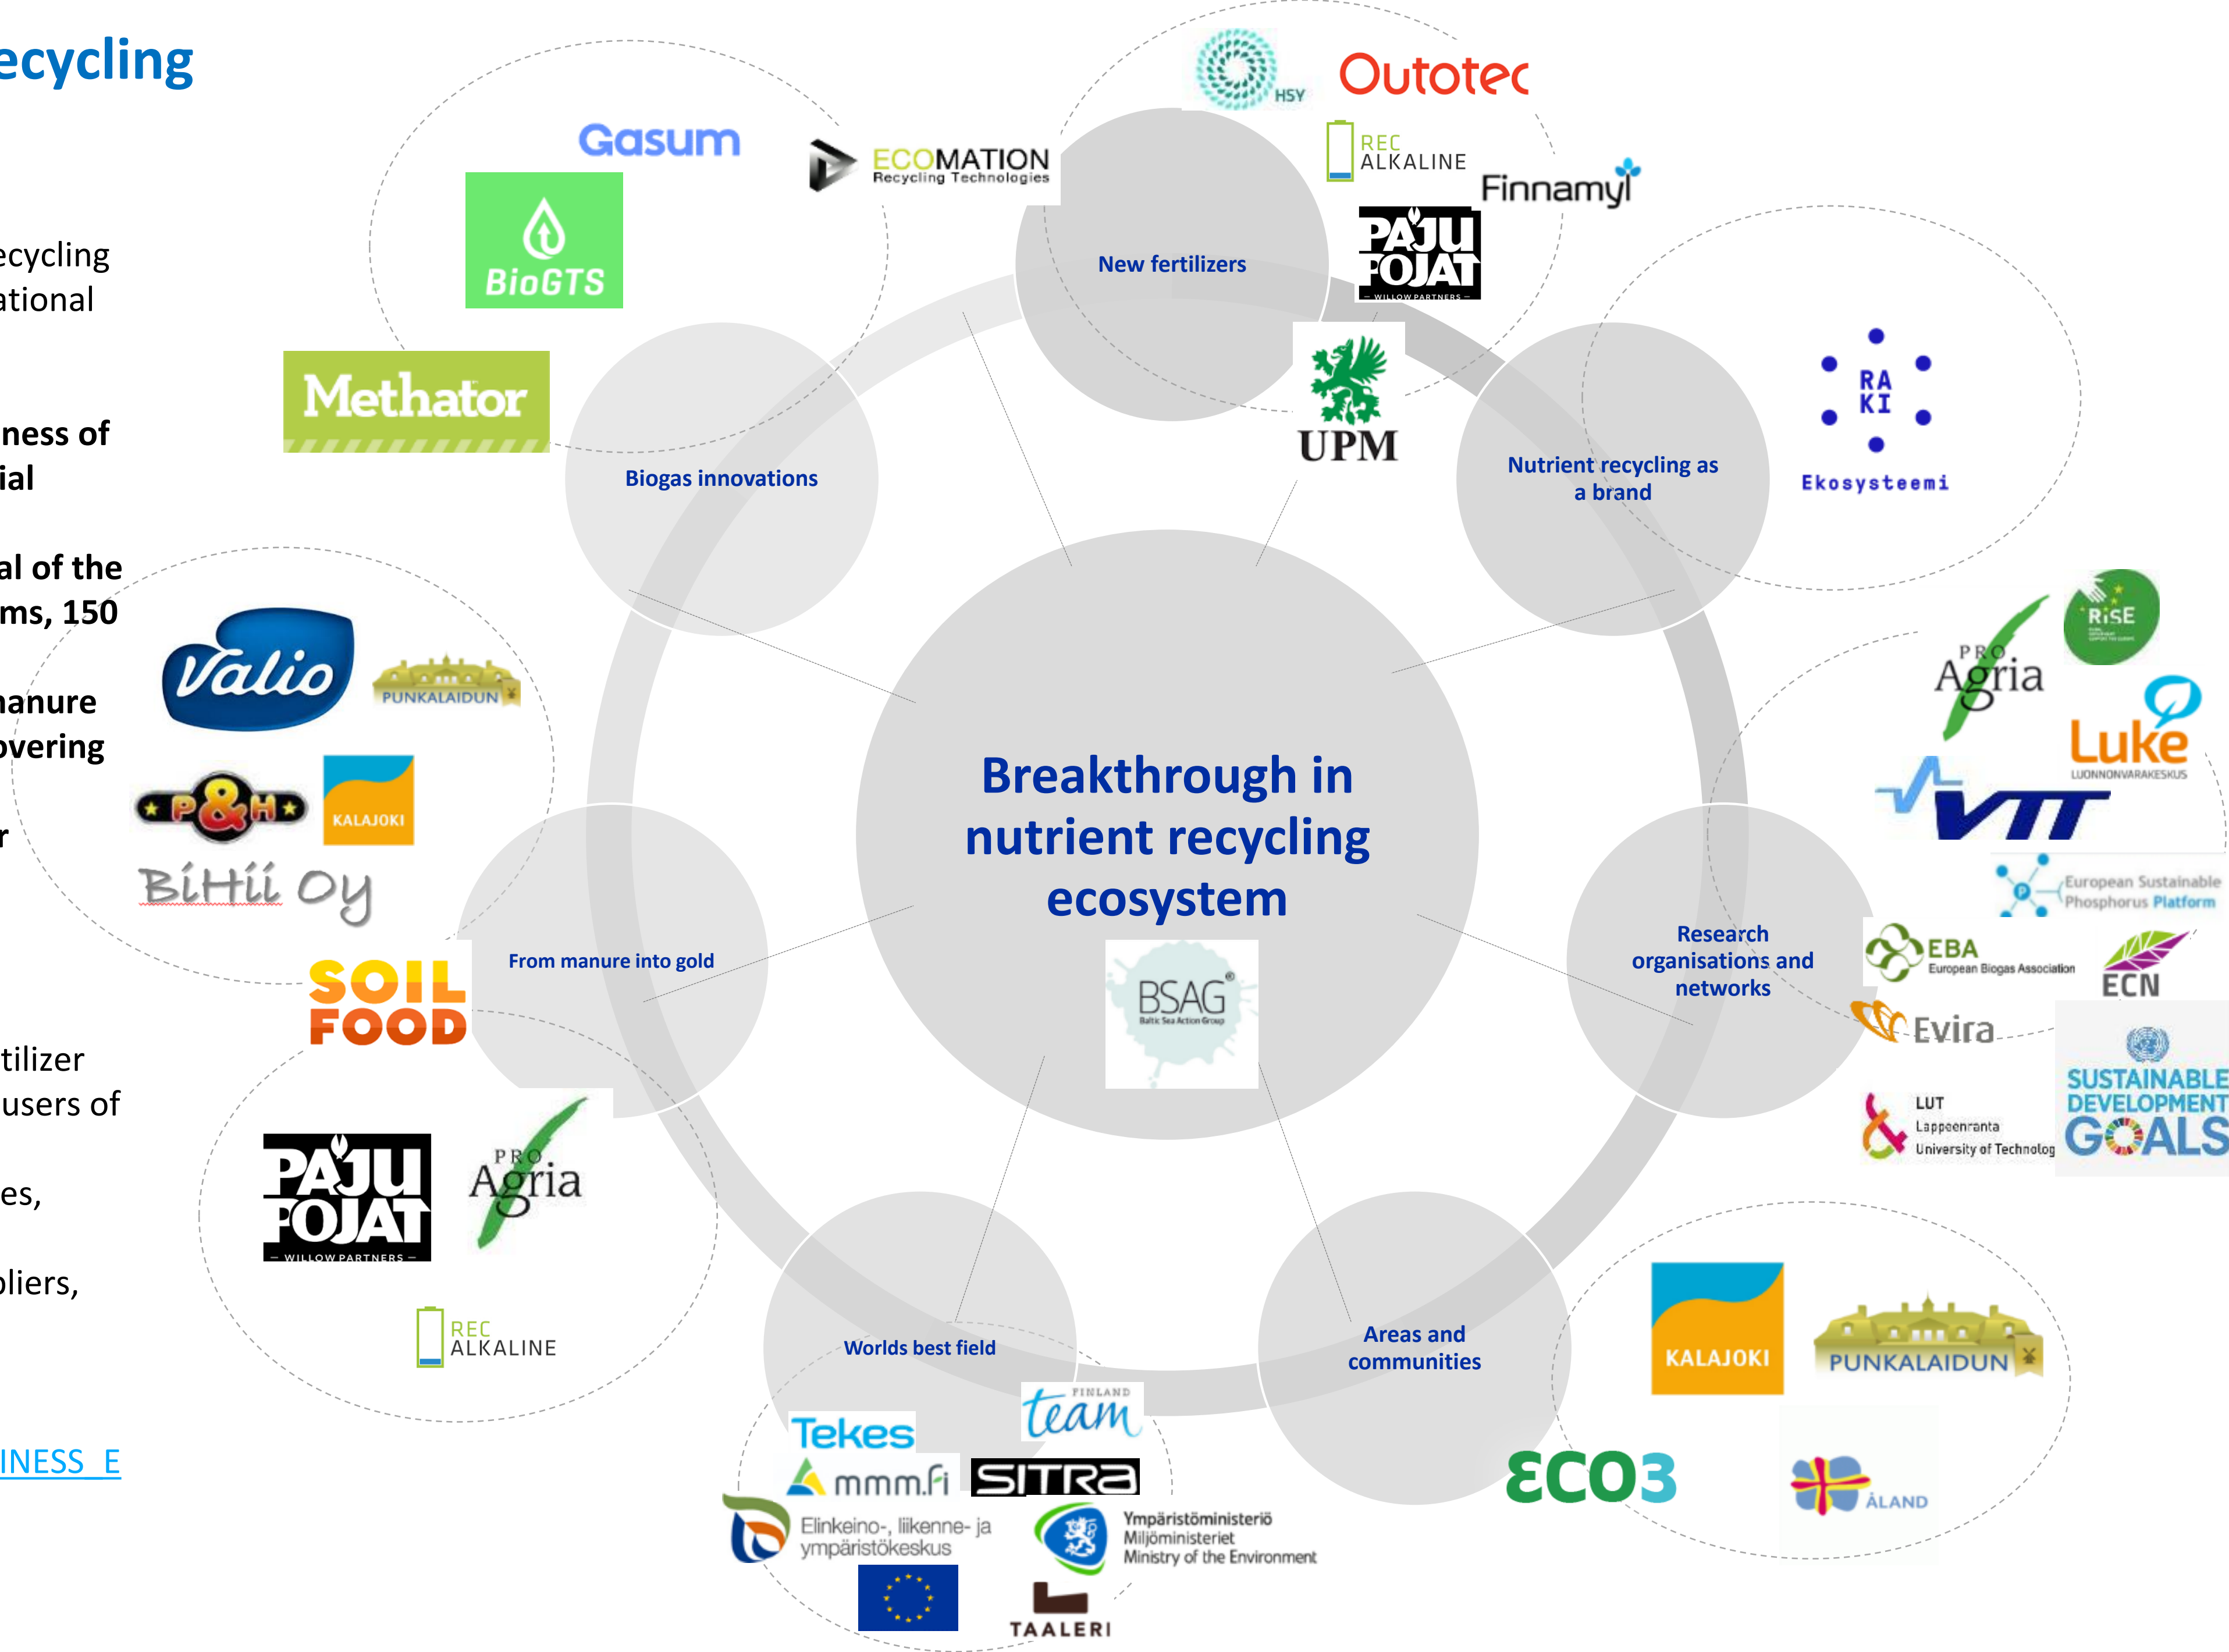 ecycling
ecycling
ational
ness of
ial
al of the
ms, 150
anure
overing
r
tilizer
users of
es,
oliers,
INESS_E
HSY
Outotec
REC
ALKALINE
Finnamyl
PAJU
POJAT
— WILLOW PARTNERS —
UPM
New fertilizers
Gasum
ECOMATION
Recycling Technologies
BioGTS
Methator
Biogas innovations
Nutrient recycling as
a brand
RA
KI
Ekosysteemi
Valio
PUNKALAIDUN
P&H
KALAJOKI
BiHii Oy
From manure into gold
SOIL
FOOD
PAJU
POJAT
— WILLOW PARTNERS —
PRO
Agria
REC
ALKALINE
Breakthrough in
nutrient recycling
ecosystem
BSAG®
Baltic Sea Action Group
PRO
Agria
RISE
Luke
LUONNONVARAKESKUS
VTT
European Sustainable
Phosphorus Platform
EBA
European Biogas Association
ECN
Evira
Research
organisations and
networks
LUT
Lappeenranta
University of Technolog
SUSTAINABLE
DEVELOPMENT
GOALS
Worlds best field
FINLAND
team
Tekes
mmm.fi
SITRA
Elinkeino-, liikenne- ja
ympäristökeskus
Ympäristöministeriö
Miljöministeriet
Ministry of the Environment
TAALERI
Areas and
communities
KALAJOKI
PUNKALAIDUN
ECO3
ÅLAND